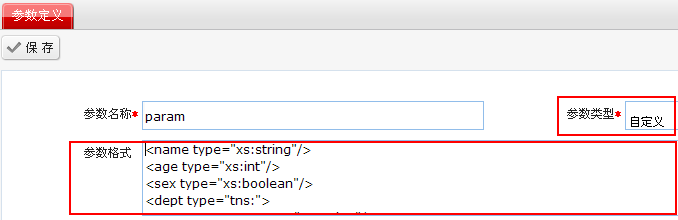 参数定义
保 存
参数名称* param 参数类型* 自定义
参数格式 <name type="xs:string"/>
<age type="xs:int"/>
<sex type="xs:boolean"/>
<dept type="tns:">